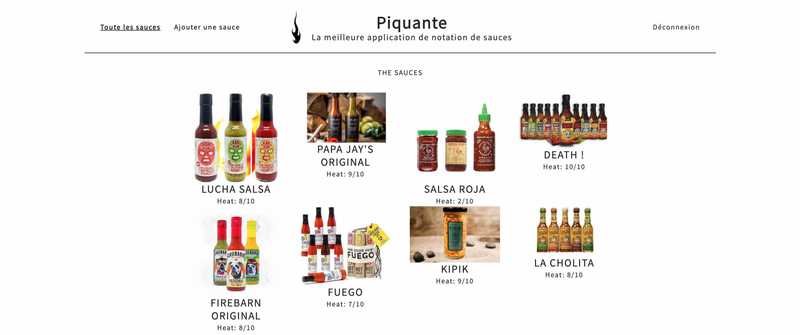 Toute les sauces
Ajouter une sauce
Piquante
La meilleure application de notation de sauces
Déconnexion
THE SAUCES
LUCHA SALSA
Heat: 8/10
PAPA JAY'S
ORIGINAL
Heat: 9/10
SALSA ROJA
Heat: 2/10
DEATH !
Heat: 10/10
FIREBARN
ORIGINAL
Heat: 8/10
FUEGO
FUEGO
Heat: 7/10
KIPIK
Heat: 9/10
LA CHOLITA
Heat: 8/10